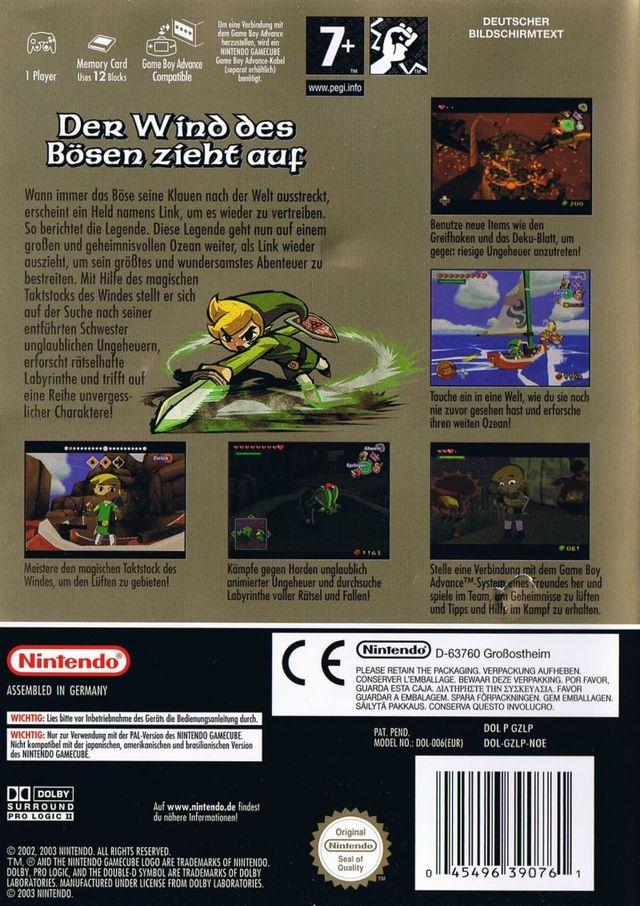 1 Player
Memory Card
Uses 12 Blocks
Game Boy Advance
Compatible
Um eine Verbindung mit
dem Game Boy Advance
herzustellen, wird ein
NINTENDO GAMECUBE
Game Boy Advance-Kabel
(separat erhältlich)
benötigt.
7+
TM
www.pegi.info
DEUTSCHER
BILDSCHIRMTEXT
Der Wind des
Bösen zieht auf
Wann immer das Böse seine Klauen nach der Welt ausstreckt,
erscheint ein Held namens Link, um es wieder zu vertreiben.
So berichtet die Legende. Diese Legende geht nun auf einem
großen und geheimnisvollen Ozean weiter, als Link wieder
auszieht, um sein größtes und wundersamstes Abenteuer zu
bestreiten. Mit Hilfe des magischen
Taktstocks des Windes stellt er sich
auf der Suche nach seiner
entführten Schwester
unglaublichen Ungeheuern,
erforscht rätselhafte
Labyrinthe und trifft auf
eine Reihe unvergess-
licher Charaktere!
200
Benutze neue Items wie den
Greifhaken und das Deku-Blatt, um
gegen riesige Ungeheuer anzutreten!
Tauche ein in eine Welt, wie du sie noch
nie zuvor gesehen hast und erforsche
ihren weiten Ozean!
Zurück
Meistere den magischen Taktstock des
Windes, um den Lüften zu gebieten!
1163
Kämpfe gegen Horden unglaublich
animierter Ungeheuer und durchsuche
Labyrinthe voller Rätsel und Fallen!
081
Stelle eine Verbindung mit dem Game Boy
Advance™-System eines Freundes her und
spiele im Team, um Geheimnisse zu lüften
und Tipps und Hilfe im Kampf zu erhalten.
Nintendo®
ASSEMBLED IN GERMANY
WICHTIG: Lies bitte vor Inbetriebnahme des Geräts die Bedienungsanleitung durch.
WICHTIG: Nur zur Verwendung mit der PAL-Version des NINTENDO GAMECUBE.
Nicht kompatibel mit der japanischen, amerikanischen und brasilianischen Version
des NINTENDO GAMECUBE.
CE
Nintendo® D-63760 Großostheim
PLEASE RETAIN THE PACKAGING. VERPACKUNG AUFHEBEN.
CONSERVER L'EMBALLAGE. BEWAAR DEZE VERPAKKING. POR FAVOR,
GUARDA ESTA CAJA. ΔΙΑΤΗΡΗΣΤΕ ΤΗΝ ΣΥΣΚΕΥΑΣΙΑ. FAVOR
GUARDAR A EMBALAGEM. SPARA FÖRPACKNINGEN. GEM EMBALLAGEN.
SÄILYTÄ PAKKAUS. CONSERVA QUESTO INVOLUCRO.
PAT. PEND.
MODEL NO.: DOL-006(EUR)
DOL P GZLP
DOL-GZLP-NOE
DOLBY
SURROUND
PRO LOGIC II
Auf www.nintendo.de findest
du nähere Informationen!
Original
Nintendo®
Seal of
Quality
TM
0 45496 39076 1
© 2002, 2003 NINTENDO. ALL RIGHTS RESERVED.
TM, ® AND THE NINTENDO GAMECUBE LOGO ARE TRADEMARKS OF NINTENDO.
DOLBY, PRO LOGIC, AND THE DOUBLE-D SYMBOL ARE TRADEMARKS OF DOLBY
LABORATORIES. MANUFACTURED UNDER LICENSE FROM DOLBY LABORATORIES.
© 2003 NINTENDO.